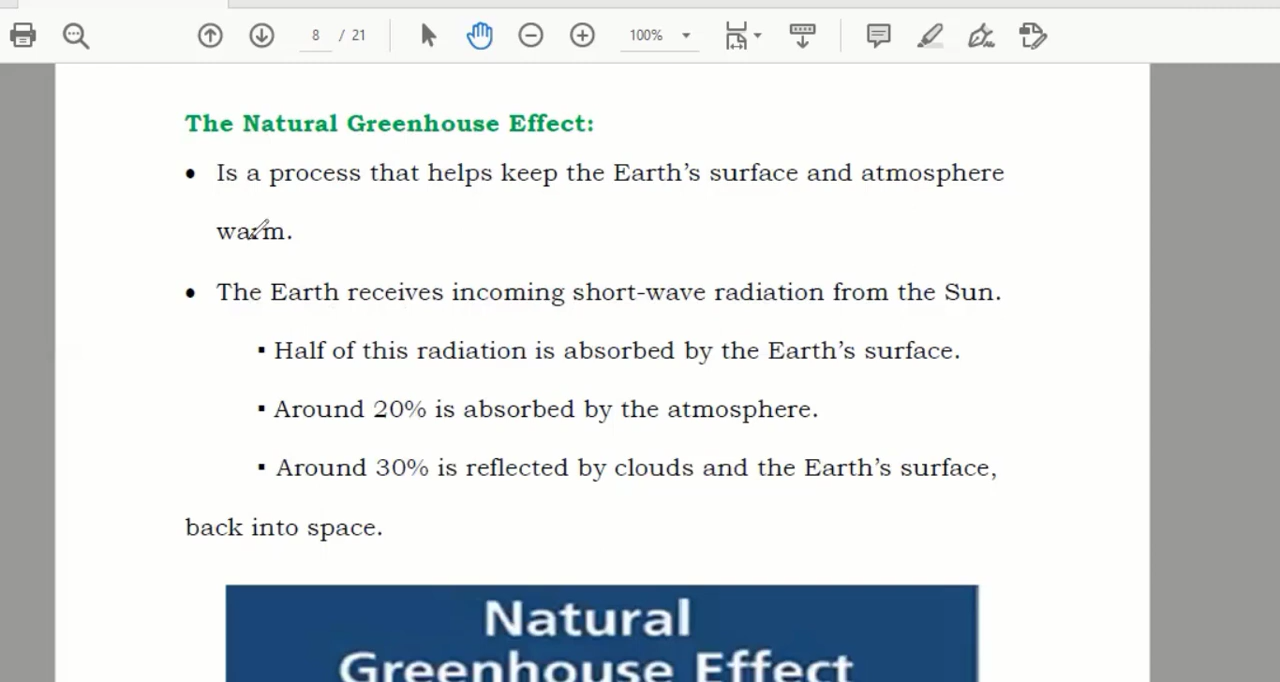 8 / 21 100%
The Natural Greenhouse Effect:
• Is a process that helps keep the Earth's surface and atmosphere
warm.
• The Earth receives incoming short-wave radiation from the Sun.
▪ Half of this radiation is absorbed by the Earth's surface.
▪ Around 20% is absorbed by the atmosphere.
▪ Around 30% is reflected by clouds and the Earth's surface,
back into space.
Natural
Greenhouse Effect